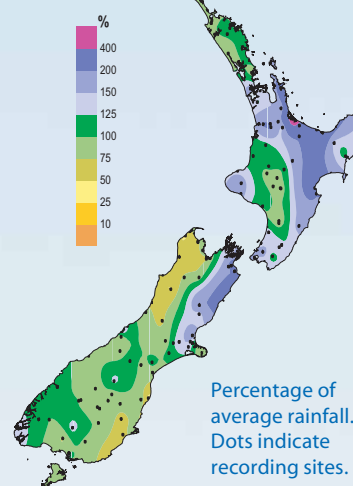 %
400
200
150
125
100
75
50
25
10
Percentage of
average rainfall.
Dots indicate
recording sites.